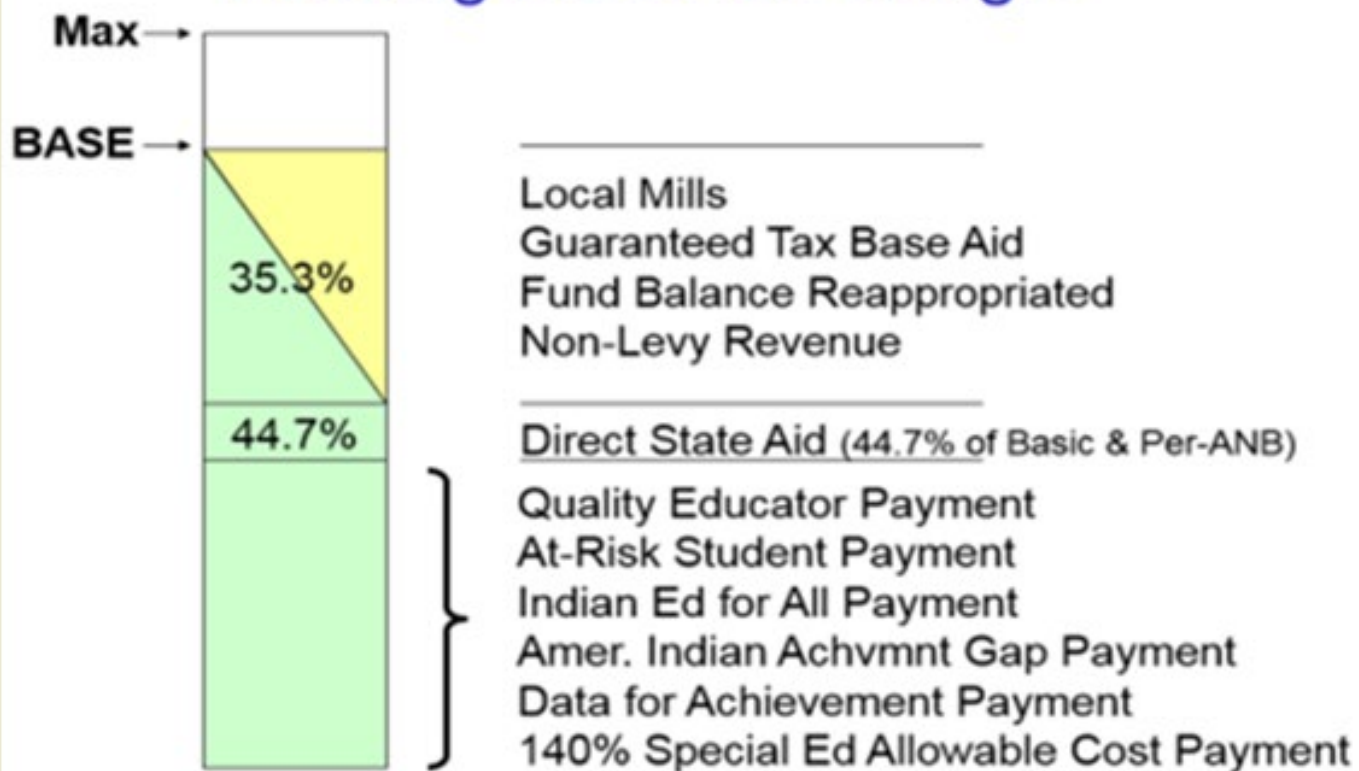 Max
BASE
Local Mills
Guaranteed Tax Base Aid
35.3%
Fund Balance Reappropriated
Non-Levy Revenue
44.7%
Direct State Aid (44.7% of Basic & Per-ANB)
Quality Educator Payment
At-Risk Student Payment
Indian Ed for All Payment
Amer. Indian Achvmnt Gap Payment
Data for Achievement Payment
140% Special Ed Allowable Cost Payment